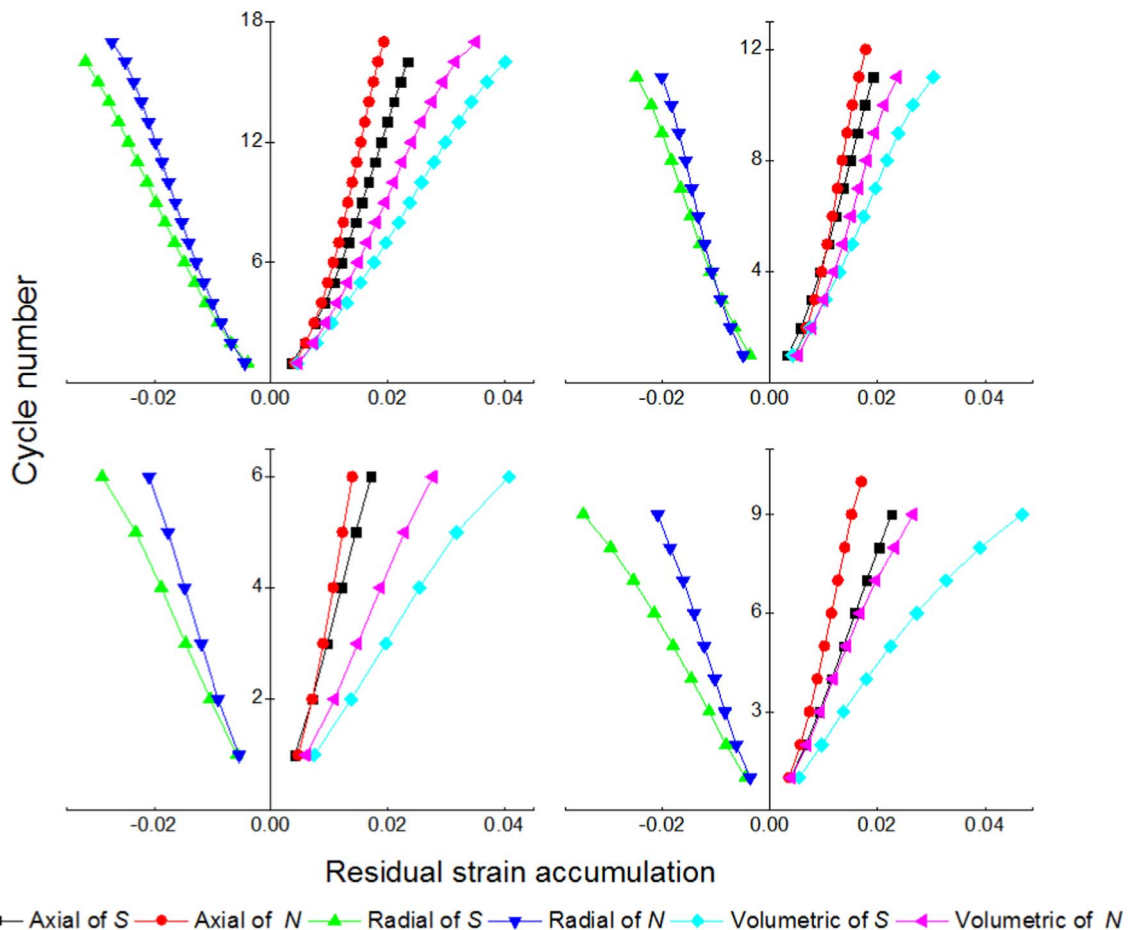 18
12
6
-0.02 0.00 0.02 0.04
12
8
4
-0.02 0.00 0.02 0.04
Cycle number
6
4
2
-0.02 0.00 0.02 0.04
9
6
3
-0.02 0.00 0.02 0.04
Residual strain accumulation
Axial of S Axial of N Radial of S Radial of N Volumetric of S Volumetric of N